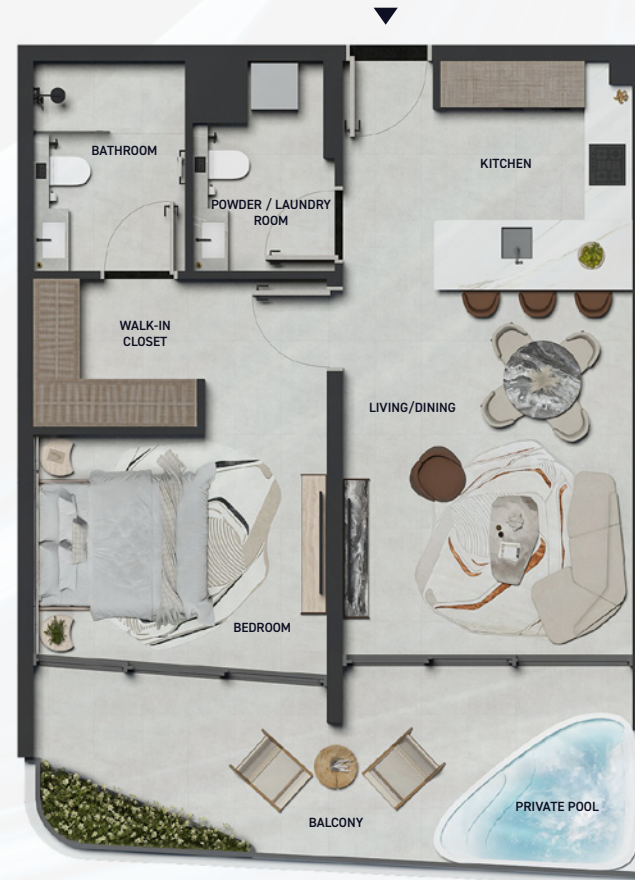 BATHROOM
KITCHEN
POWDER / LAUNDRY
ROOM
WALK-IN
CLOSET
LIVING/DINING
BEDROOM
PRIVATE POOL
BALCONY